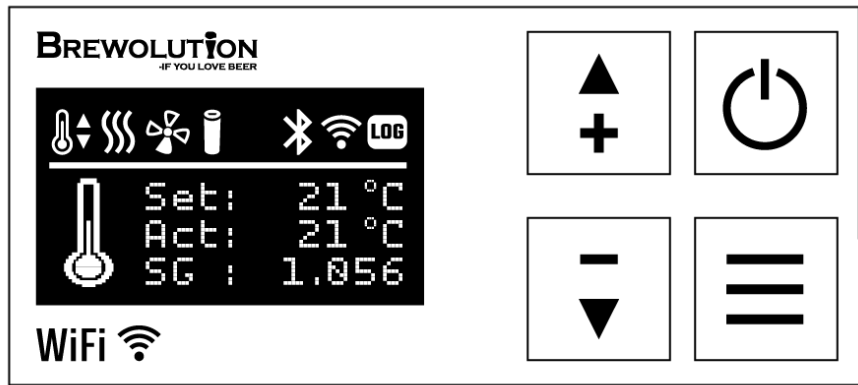 BREWOLUTION
-IF YOU LOVE BEER
LOG
Set: 21 °C
Act: 21 °C
SG : 1.056
WiFi
+
-